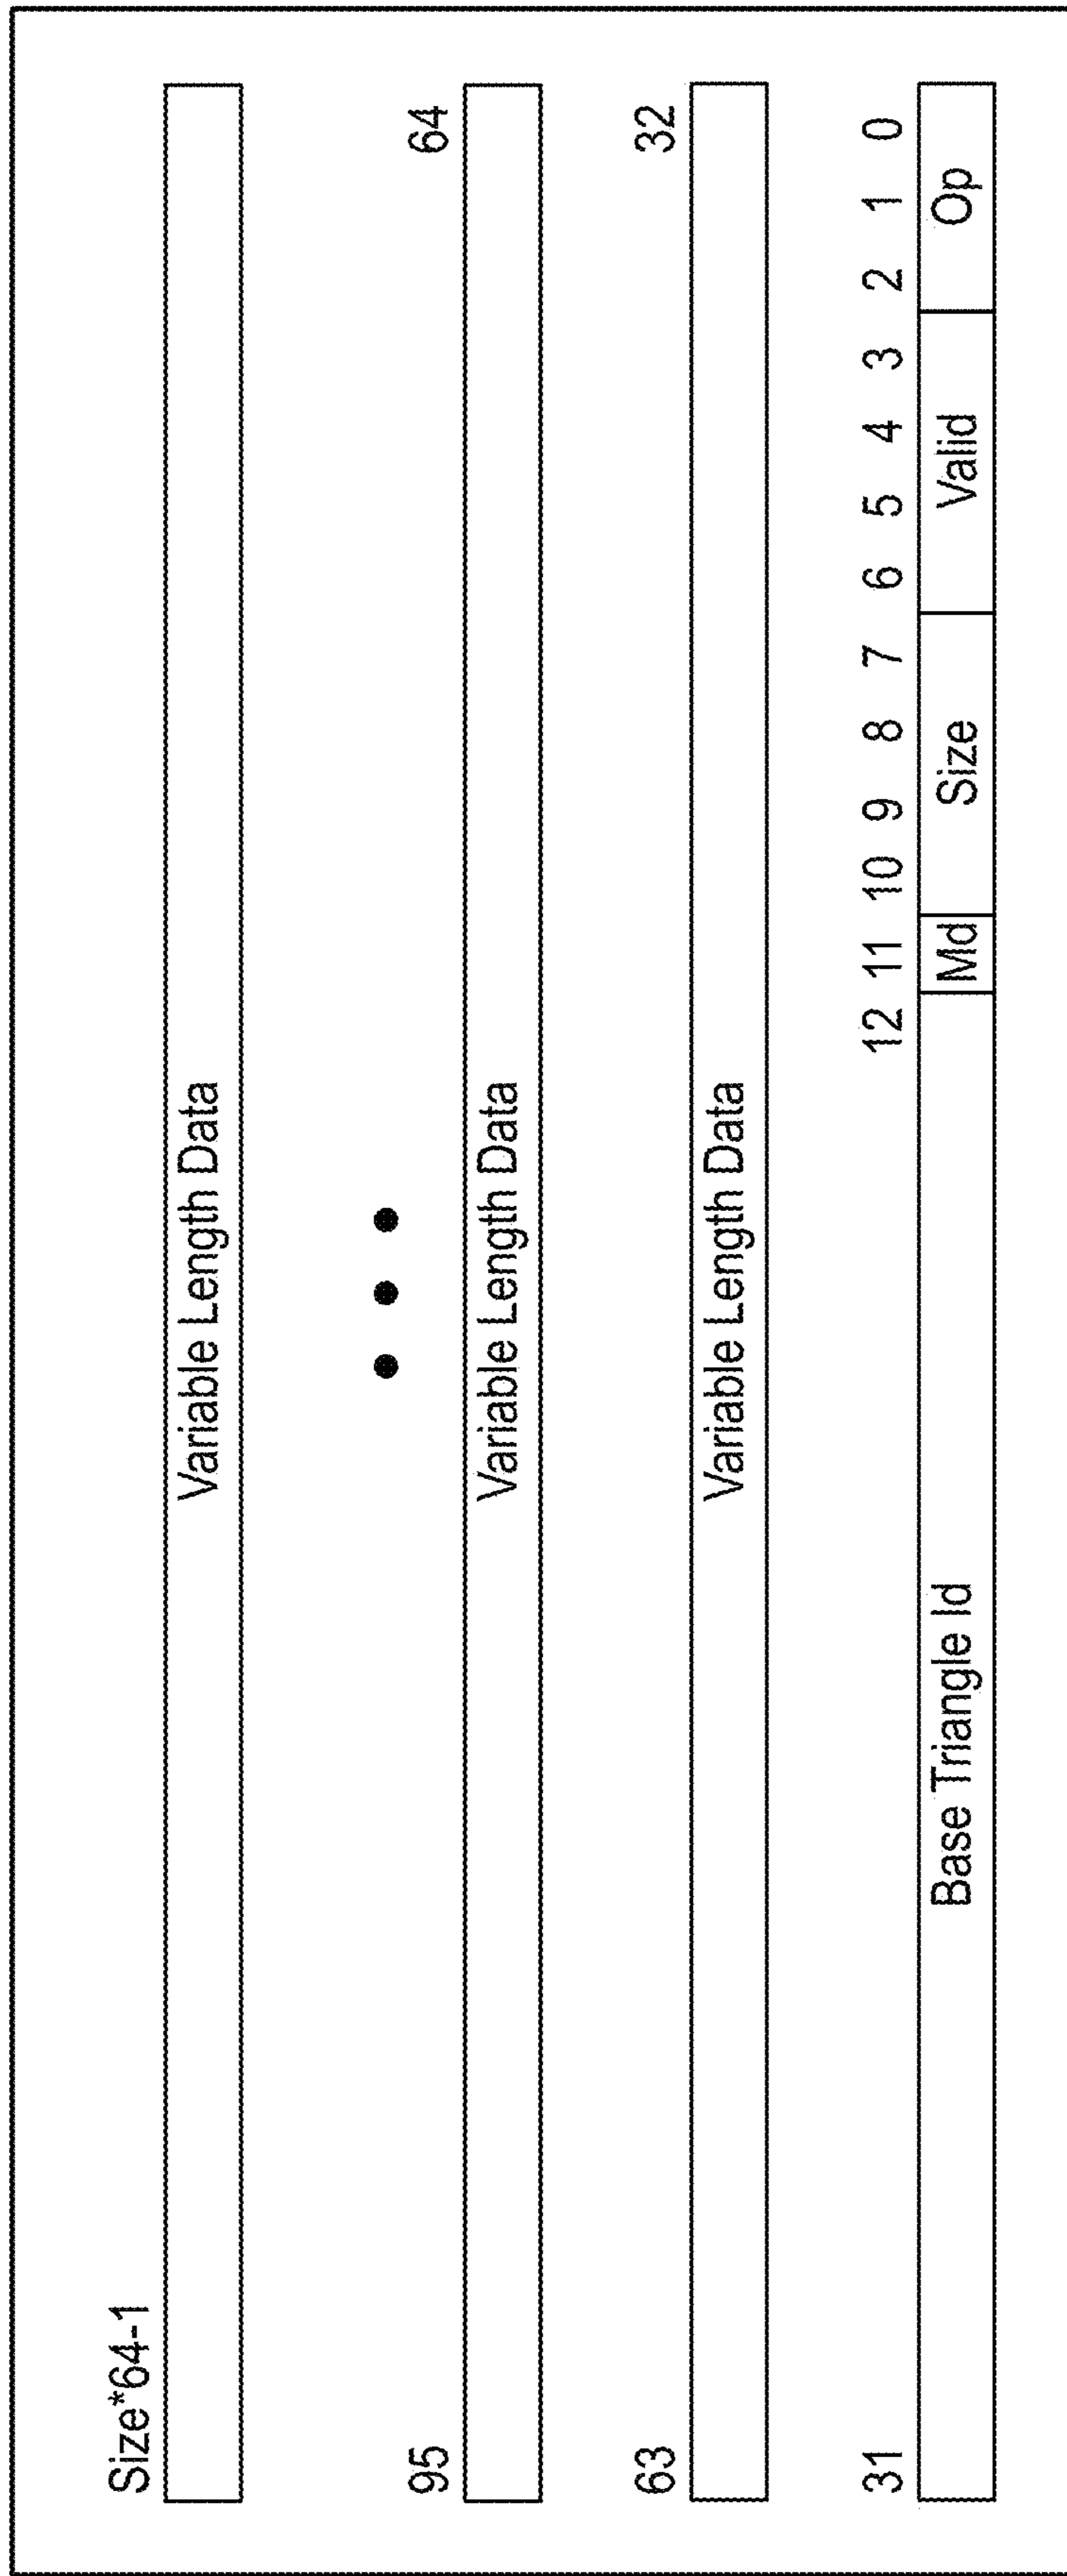 Size*64-1
Variable Length Data
95 64
Variable Length Data
63 32
Variable Length Data
31 12 11 10 9 8 7 6 5 4 3 2 1 0
Base Triangle Id Md Size Valid Op